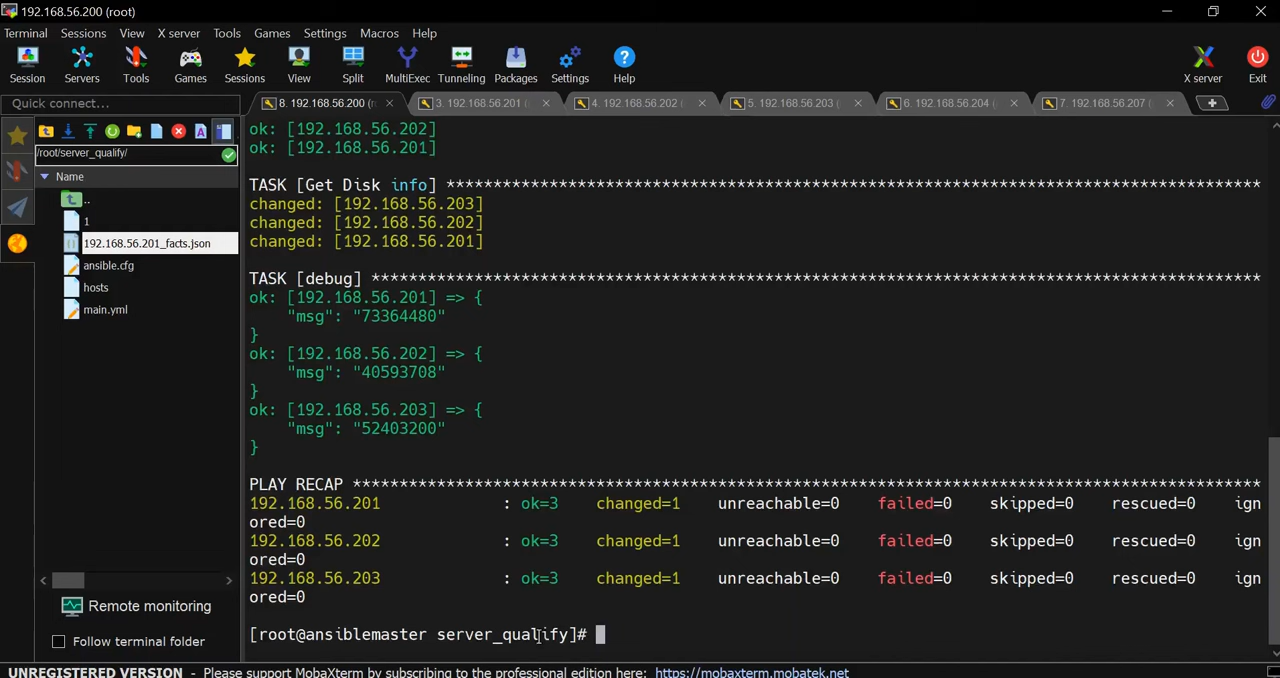 192.168.56.200 (root)
Terminal Sessions View X server Tools Games Settings Macros Help
Session Servers Tools Games Sessions View Split MultiExec Tunneling Packages Settings Help X server Exit
Quick connect...
8. 192.168.56.200 (r
3. 192.168.56.201 (
4. 192.168.56.202 (
5. 192.168.56.203 (
6. 192.168.56.204 (
7. 192.168.56.207 (
/root/server_qualify/
Name
..
1
192.168.56.201_facts.json
ansible.cfg
hosts
main.yml
Remote monitoring
Follow terminal folder
ok: [192.168.56.202]
ok: [192.168.56.201]
TASK [Get Disk info] ***************************************************************************************
changed: [192.168.56.203]
changed: [192.168.56.202]
changed: [192.168.56.201]
TASK [debug] ***********************************************************************************************
ok: [192.168.56.201] => {
"msg": "73364480"
}
ok: [192.168.56.202] => {
"msg": "40593708"
}
ok: [192.168.56.203] => {
"msg": "52403200"
}
PLAY RECAP *************************************************************************************************
192.168.56.201 : ok=3 changed=1 unreachable=0 failed=0 skipped=0 rescued=0 ign
ored=0
192.168.56.202 : ok=3 changed=1 unreachable=0 failed=0 skipped=0 rescued=0 ign
ored=0
192.168.56.203 : ok=3 changed=1 unreachable=0 failed=0 skipped=0 rescued=0 ign
ored=0
[root@ansiblemaster server_qualify]#
UNREGISTERED VERSION - Please support MobaXterm by subscribing to the professional edition here: https://mobaxterm.mobatek.net